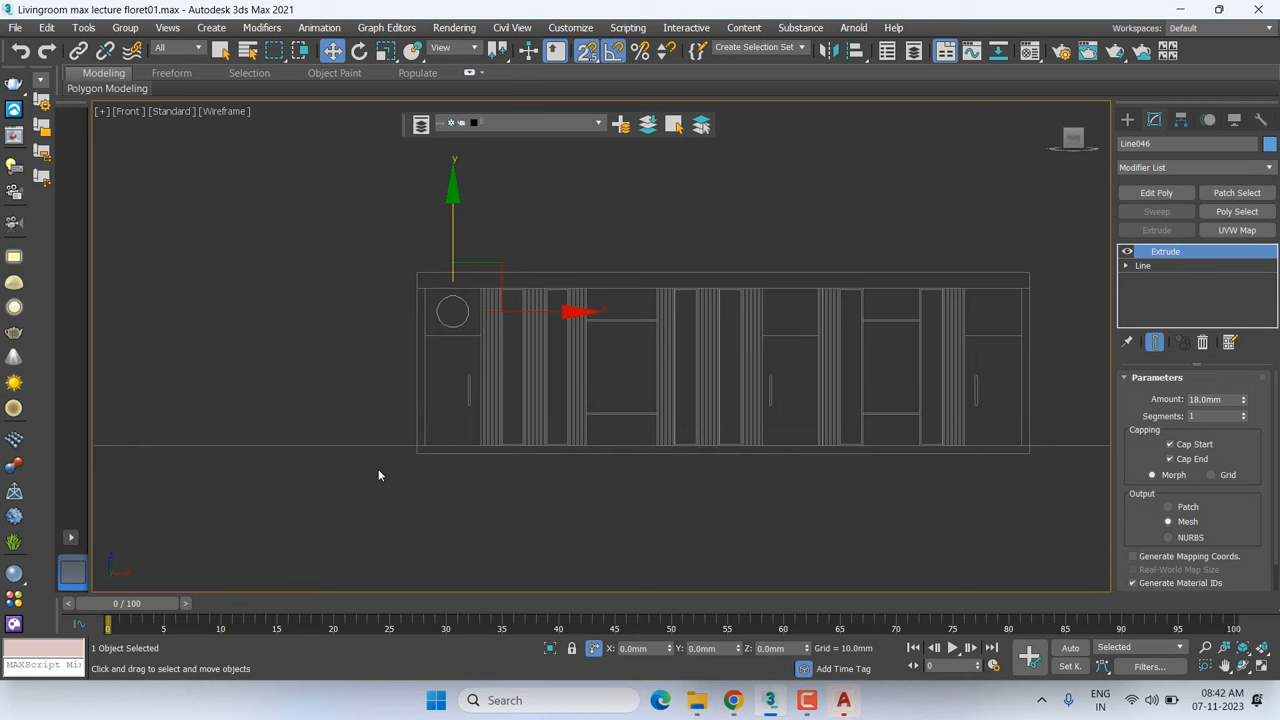 Livingroom max lecture floret01.max - Autodesk 3ds Max 2021
File Edit Tools Group Views Create Modifiers Animation Graph Editors Rendering Civil View Customize Scripting Interactive Content Substance Arnold Help
Workspaces: Default
All
View
Create Selection Set
Modeling Freeform Selection Object Paint Populate
Polygon Modeling
[+] [Front] [Standard] [Wireframe]
FRONT
y
Line046
Modifier List
Edit Poly Patch Select
Sweep Poly Select
Extrude UVW Map
Extrude
Line
Parameters
Amount: 18.0mm
Segments: 1
Capping
Cap Start
Cap End
Morph Grid
Output
Patch
Mesh
NURBS
Generate Mapping Coords.
Real-World Map Size
Generate Material IDs
< 0 / 100 >
0 5 10 15 20 25 30 35 40 45 50 55 60 65 70 75 80 85 90 95 100
1 Object Selected
X: 0.0mm Y: 0.0mm Z: 0.0mm Grid = 10.0mm
Auto Selected
MAXScript Mi
Click and drag to select and move objects
Add Time Tag
0
Set K. Filters...
Search
ENG
IN
08:42 AM
07-11-2023